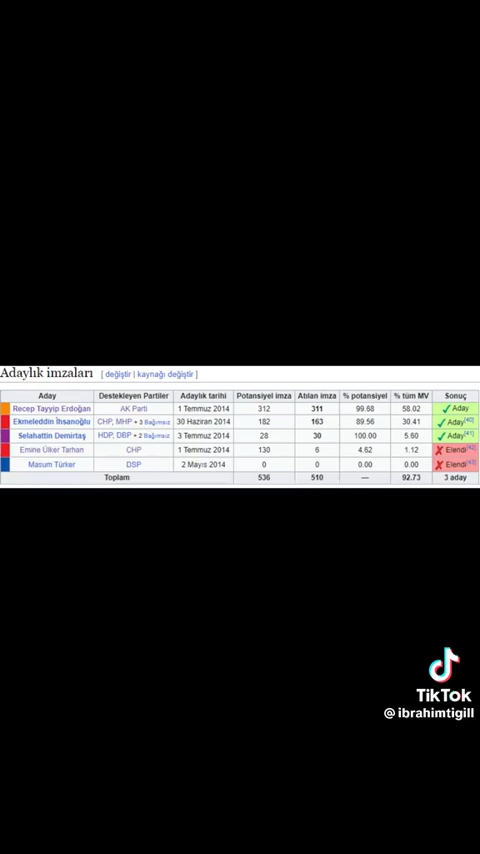 Adaylık imzaları [ değiştir | kaynağı değiştir ]
Aday Destekleyen Partiler Adaylık tarihi Potansiyel imza Atılan imza % potansiyel % tüm MV Sonuç
Recep Tayyip Erdoğan AK Parti 1 Temmuz 2014 312 311 99.68 58.02 ✓ Aday
Ekmeleddin İhsanoğlu CHP, MHP + 3 Bağımsız 30 Haziran 2014 182 163 89.56 30.41 ✓ Aday[40]
Selahattin Demirtaş HDP, DBP + 2 Bağımsız 3 Temmuz 2014 28 30 100.00 5.60 ✓ Aday[41]
Emine Ülker Tarhan CHP 1 Temmuz 2014 130 6 4.62 1.12 ✗ Elendi[42]
Masum Türker DSP 2 Mayıs 2014 0 0 0.00 0.00 ✗ Elendi[43]
Toplam 536 510 — 92.73 3 aday
TikTok
@ibrahimtigill